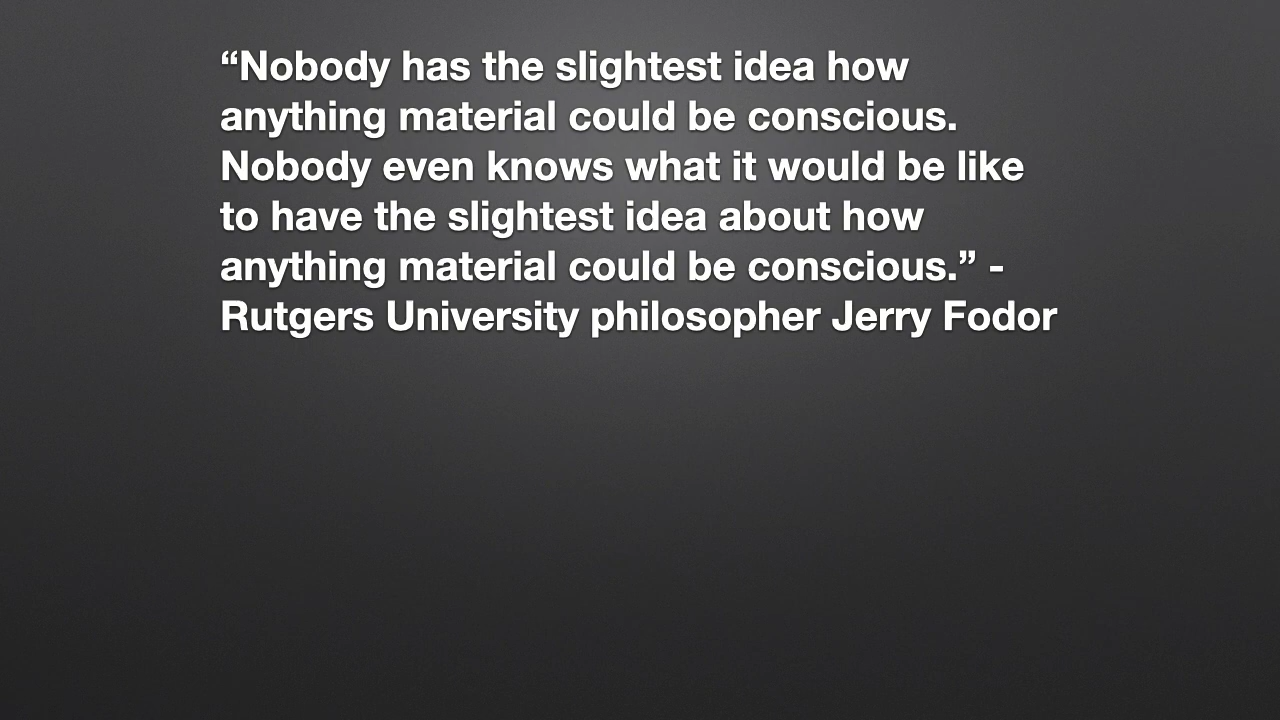 “Nobody has the slightest idea how
anything material could be conscious.
Nobody even knows what it would be like
to have the slightest idea about how
anything material could be conscious.” -
Rutgers University philosopher Jerry Fodor